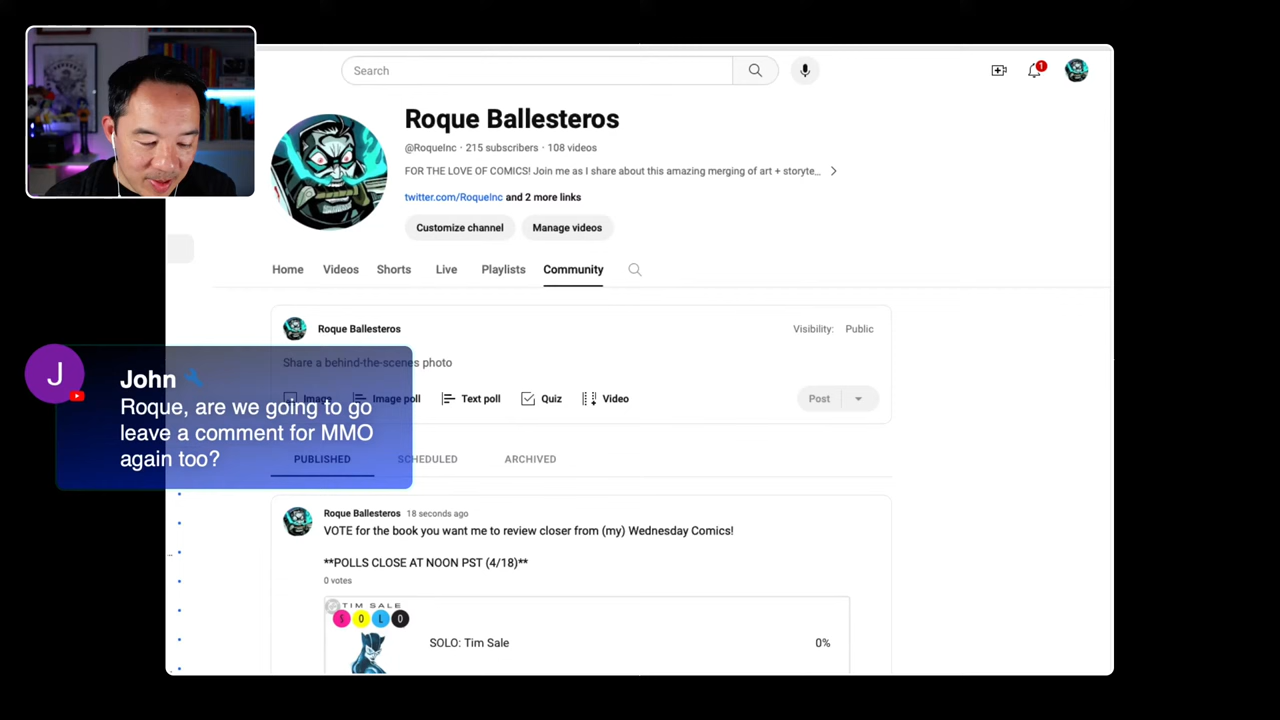 Search
1
Roque Ballesteros
@RoqueInc · 215 subscribers · 108 videos
FOR THE LOVE OF COMICS! Join me as I share about this amazing merging of art + storyte...
twitter.com/RoqueInc and 2 more links
Customize channel
Manage videos
Home
Videos
Shorts
Live
Playlists
Community
Roque Ballesteros
Visibility: Public
Share a behind-the-scenes photo
Image
Image poll
Text poll
Quiz
Video
Post
J
John
Roque, are we going to go
leave a comment for MMO
again too?
PUBLISHED
SCHEDULED
ARCHIVED
Roque Ballesteros 18 seconds ago
VOTE for the book you want me to review closer from (my) Wednesday Comics!
**POLLS CLOSE AT NOON PST (4/18)**
0 votes
TIM SALE
SOLO
SOLO: Tim Sale
0%